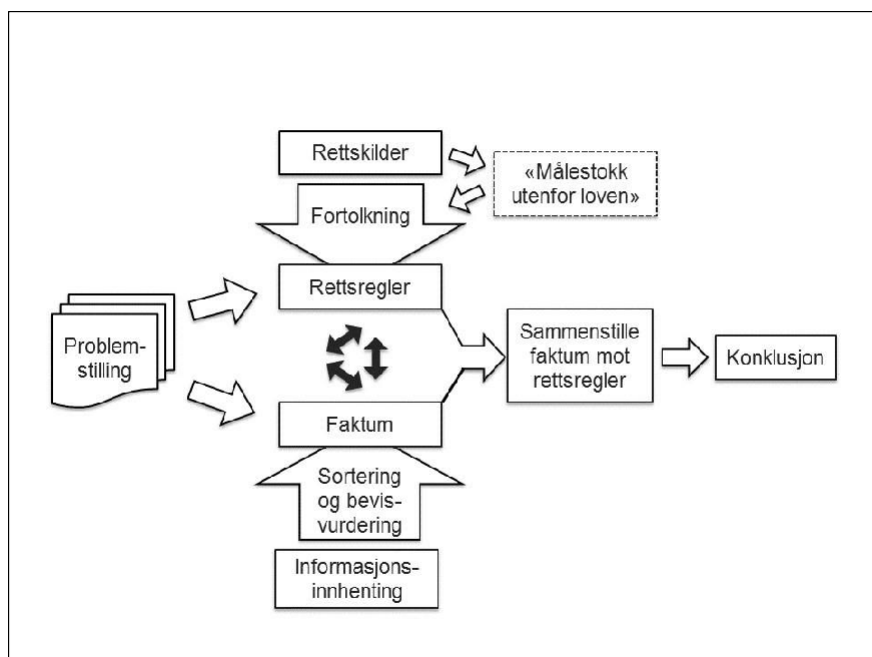 Rettskilder
«Målestokk
utenfor loven»
Fortolkning
Rettsregler
Problem-
stilling
Sammenstille
faktum mot
rettsregler
Konklusjon
Faktum
Sortering
og bevis-
vurdering
Informasjons-
innhenting